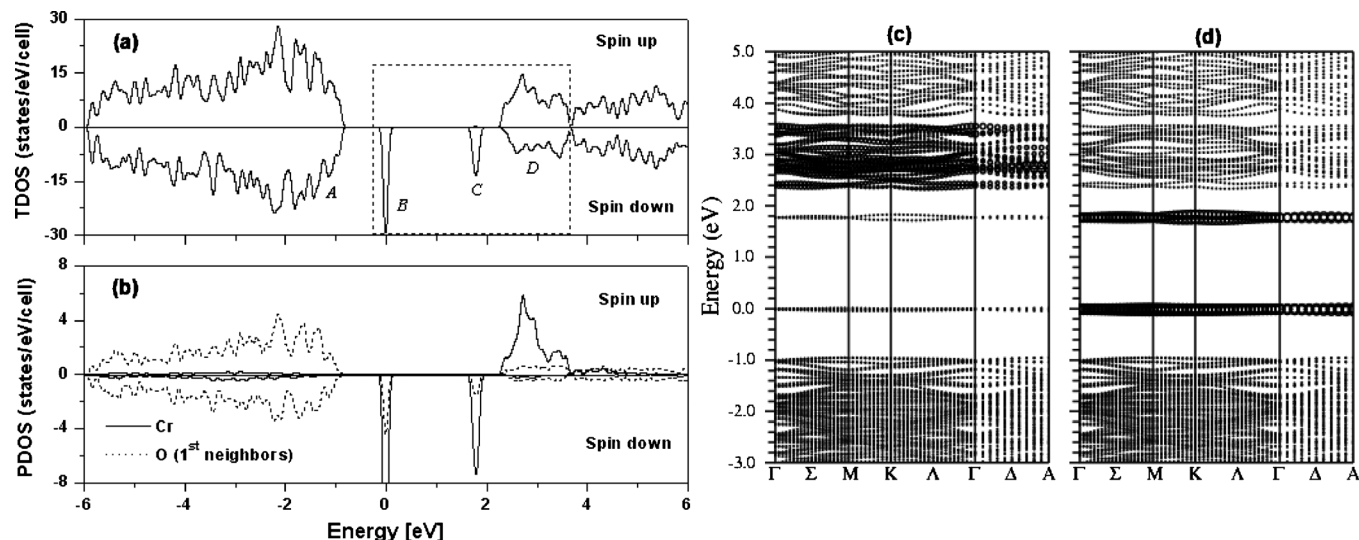 (a)
Spin up
TDOS (states/eV/cell)
30
15
0
-15
-30
A
B
C
D
Spin down
(b)
Spin up
PDOS (states/eV/cell)
8
4
0
-4
-8
Cr
O (1st neighbors)
Spin down
-6 -4 -2 0 2 4 6
Energy [eV]
(c)
Energy (eV)
5.0
4.0
3.0
2.0
1.0
0.0
-1.0
-2.0
-3.0
Γ Σ M K Λ Γ Δ A
(d)
Γ Σ M K Λ Γ Δ A